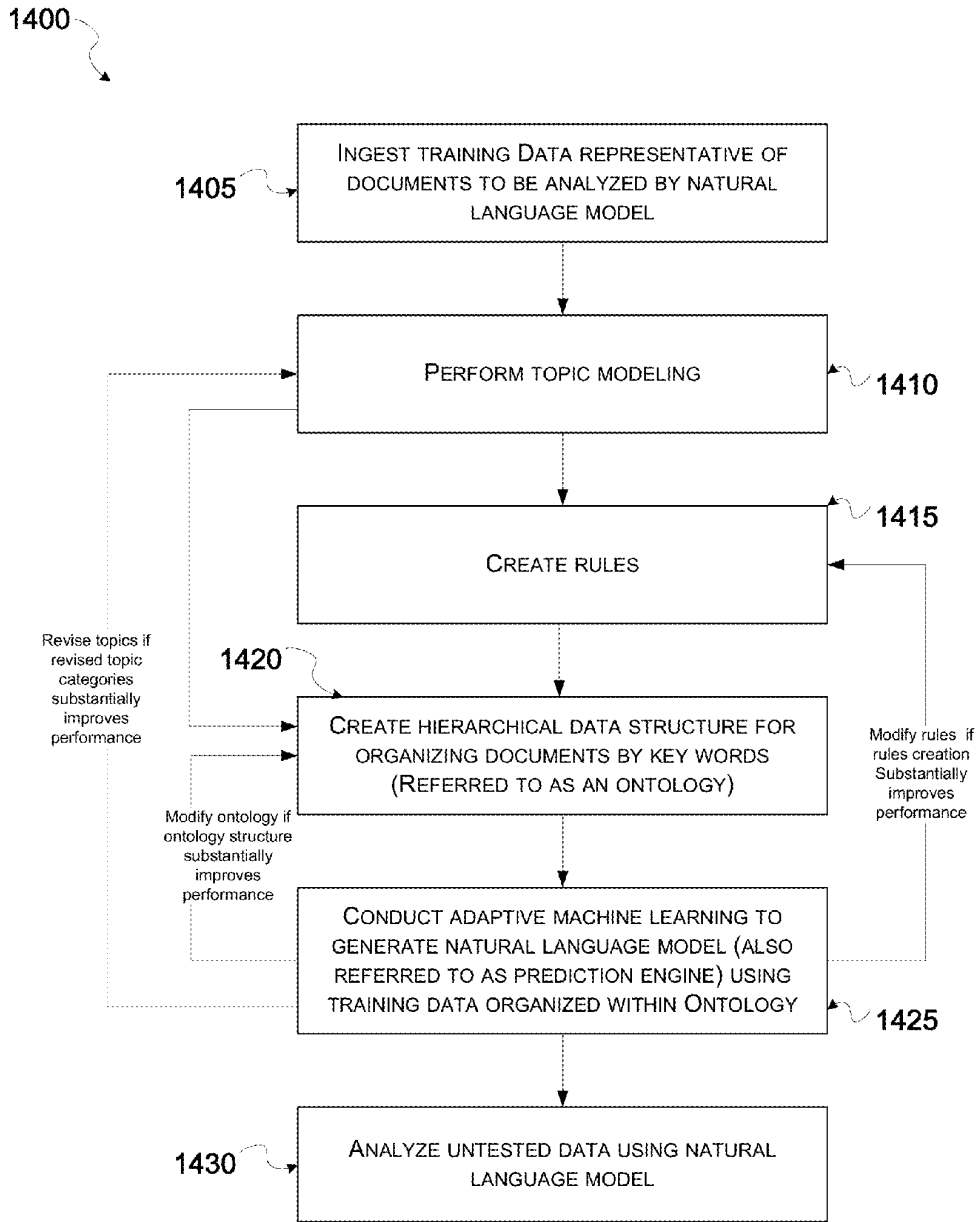 1400
INGEST TRAINING DATA REPRESENTATIVE OF
DOCUMENTS TO BE ANALYZED BY NATURAL
LANGUAGE MODEL
1405
PERFORM TOPIC MODELING
1410
1415
CREATE RULES
Revise topics if
revised topic
categories
substantially
improves
performance
1420
CREATE HIERARCHICAL DATA STRUCTURE FOR
ORGANIZING DOCUMENTS BY KEY WORDS
(REFERRED TO AS AN ONTOLOGY)
Modify rules if
rules creation
Substantially
improves
performance
Modify ontology if
ontology structure
substantially
improves
performance
CONDUCT ADAPTIVE MACHINE LEARNING TO
GENERATE NATURAL LANGUAGE MODEL (ALSO
REFERRED TO AS PREDICTION ENGINE) USING
TRAINING DATA ORGANIZED WITHIN ONTOLOGY
1425
ANALYZE UNTESTED DATA USING NATURAL
LANGUAGE MODEL
1430